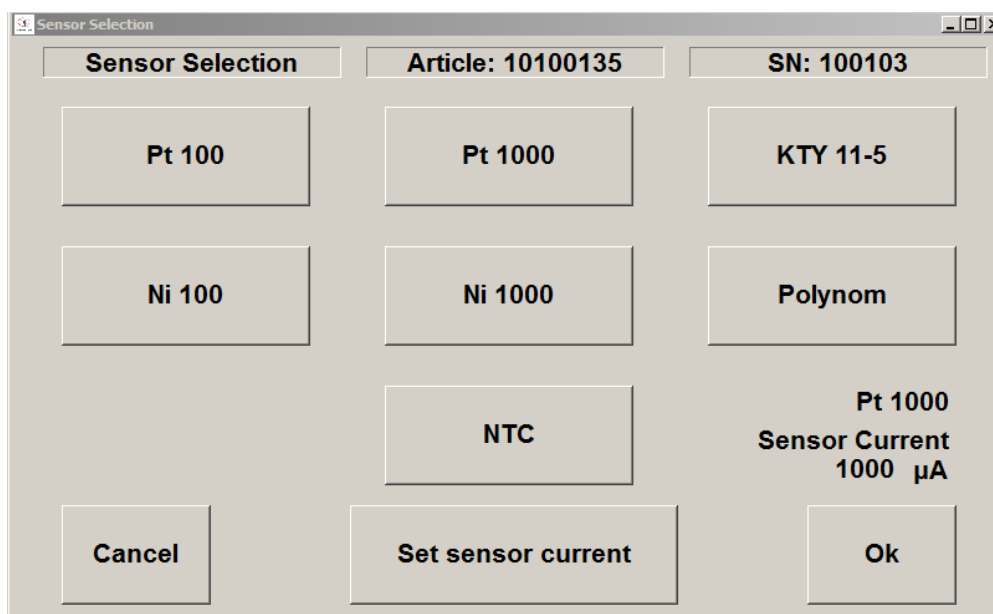 Sensor Selection
Sensor Selection
Article: 10100135
SN: 100103
Pt 100
Pt 1000
KTY 11-5
Ni 100
Ni 1000
Polynom
NTC
Pt 1000
Sensor Current
1000 µA
Cancel
Set sensor current
Ok